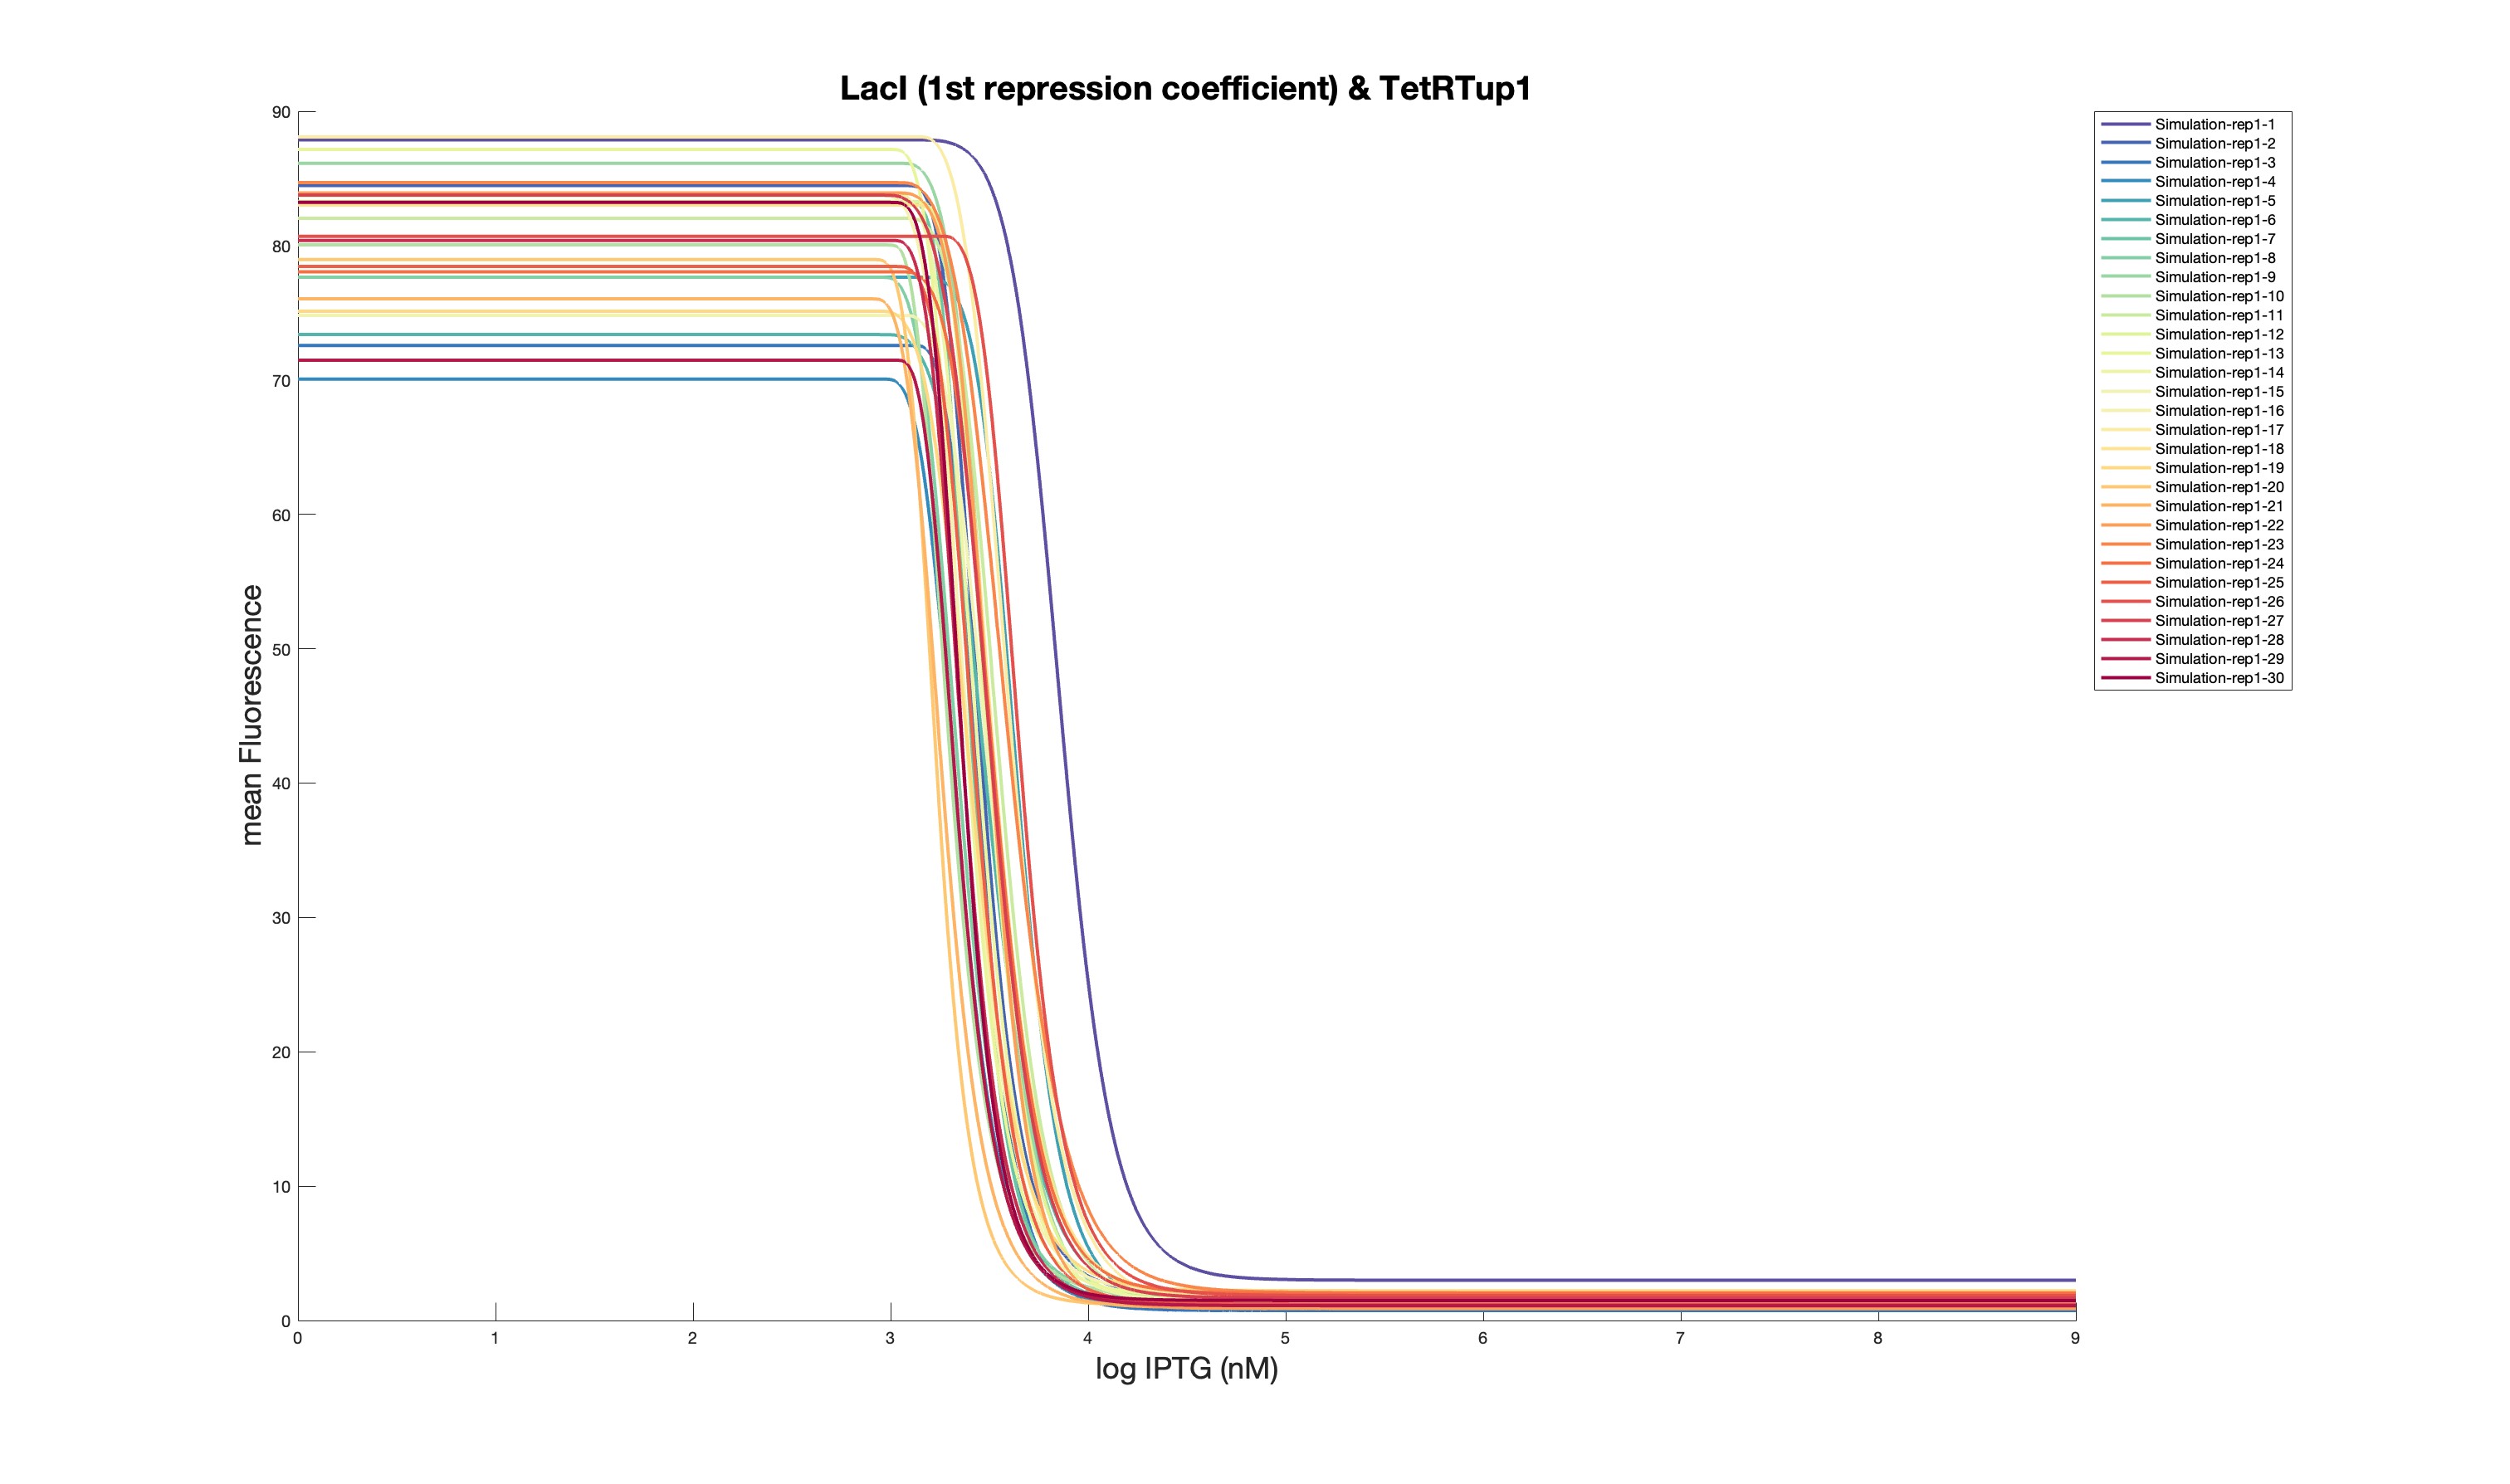 LacI (1st repression coefficient) & TetRTup1
90
80
70
60
50
40
30
20
10
0
mean Fluorescence
0 1 2 3 4 5 6 7 8 9
log IPTG (nM)
Simulation-rep1-1
Simulation-rep1-2
Simulation-rep1-3
Simulation-rep1-4
Simulation-rep1-5
Simulation-rep1-6
Simulation-rep1-7
Simulation-rep1-8
Simulation-rep1-9
Simulation-rep1-10
Simulation-rep1-11
Simulation-rep1-12
Simulation-rep1-13
Simulation-rep1-14
Simulation-rep1-15
Simulation-rep1-16
Simulation-rep1-17
Simulation-rep1-18
Simulation-rep1-19
Simulation-rep1-20
Simulation-rep1-21
Simulation-rep1-22
Simulation-rep1-23
Simulation-rep1-24
Simulation-rep1-25
Simulation-rep1-26
Simulation-rep1-27
Simulation-rep1-28
Simulation-rep1-29
Simulation-rep1-30